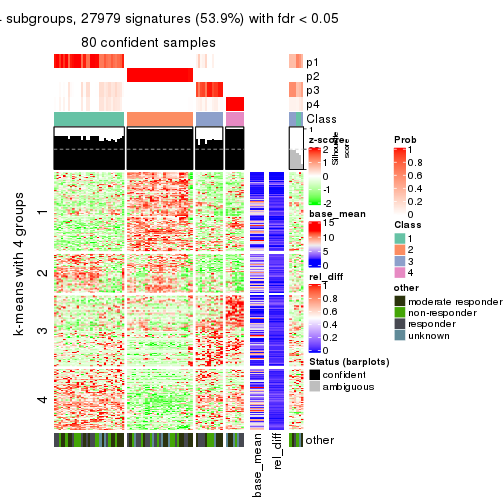 subgroups, 27979 signatures (53.9%) with fdr < 0.05
80 confident samples
p1
p2
p3
p4
Class
1
Silhouette
score
k-means with 4 groups
1
2
3
4
other
base_mean
rel_diff
z-score
2
1
0
-1
-2
base_mean
15
10
5
0
rel_diff
1
0.8
0.6
0.4
0.2
0
Status (barplots)
confident
ambiguous
Prob
1
0.8
0.6
0.4
0.2
0
Class
1
2
3
4
other
moderate responder
non-responder
responder
unknown